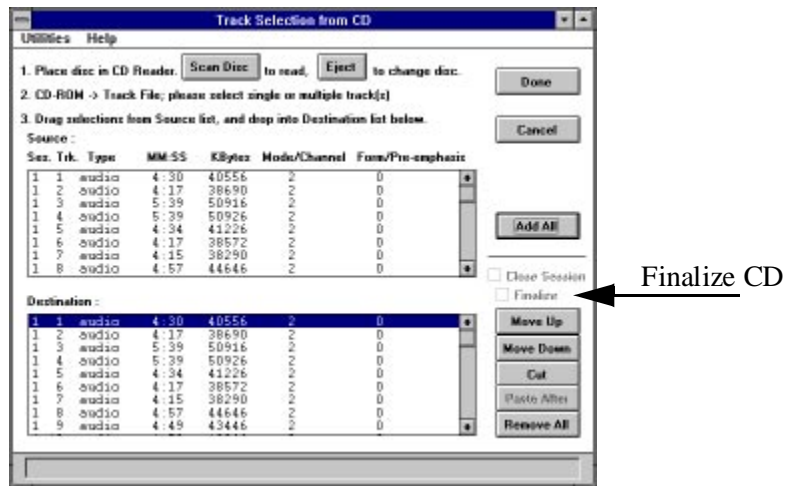 Track Selection from CD
Utilities Help
1. Place disc in CD Reader. Scan Disc to read, Eject to change disc.
2. CD-ROM -> Track File; please select single or multiple track(s)
3. Drag selections from Source list, and drop into Destination list below.
Source :
Ses. Trk. Type MM:SS KBytes Mode/Channel Form/Pre-emphasis
1 1 audio 4:30 40556 2 0
1 2 audio 4:17 38690 2 0
1 3 audio 5:39 50916 2 0
1 4 audio 5:39 50926 2 0
1 5 audio 4:34 41226 2 0
1 6 audio 4:17 38572 2 0
1 7 audio 4:15 38290 2 0
1 8 audio 4:57 44646 2 0
Destination :
1 1 audio 4:30 40556 2 0
1 2 audio 4:17 38690 2 0
1 3 audio 5:39 50916 2 0
1 4 audio 5:39 50926 2 0
1 5 audio 4:34 41226 2 0
1 6 audio 4:17 38572 2 0
1 7 audio 4:15 38290 2 0
1 8 audio 4:57 44646 2 0
1 9 audio 4:49 43446 2 0
Done
Cancel
Add All
Close Session
Finalize
Move Up
Move Down
Cut
Paste After
Remove All
Finalize CD